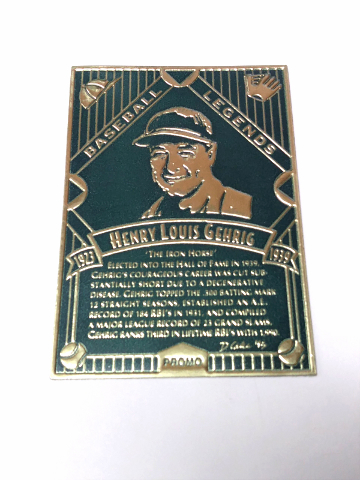 BASEBALL LEGENDS
HENRY LOUIS GEHRIG
1923 1939
"THE IRON HORSE"
ELECTED INTO THE HALL OF FAME IN 1939,
GEHRIG'S COURAGEOUS CAREER WAS CUT SUB-
STANTIALLY SHORT DUE TO A DEGENERATIVE
DISEASE. GEHRIG TOPPED THE .300 BATTING MARK
12 STRAIGHT SEASONS, ESTABLISHED AN A.L.
RECORD OF 184 RBI'S IN 1931, AND COMPILED
A MAJOR LEAGUE RECORD OF 23 GRAND SLAMS.
GEHRIG RANKS THIRD IN LIFETIME RBI'S WITH 1,990.
PROMO